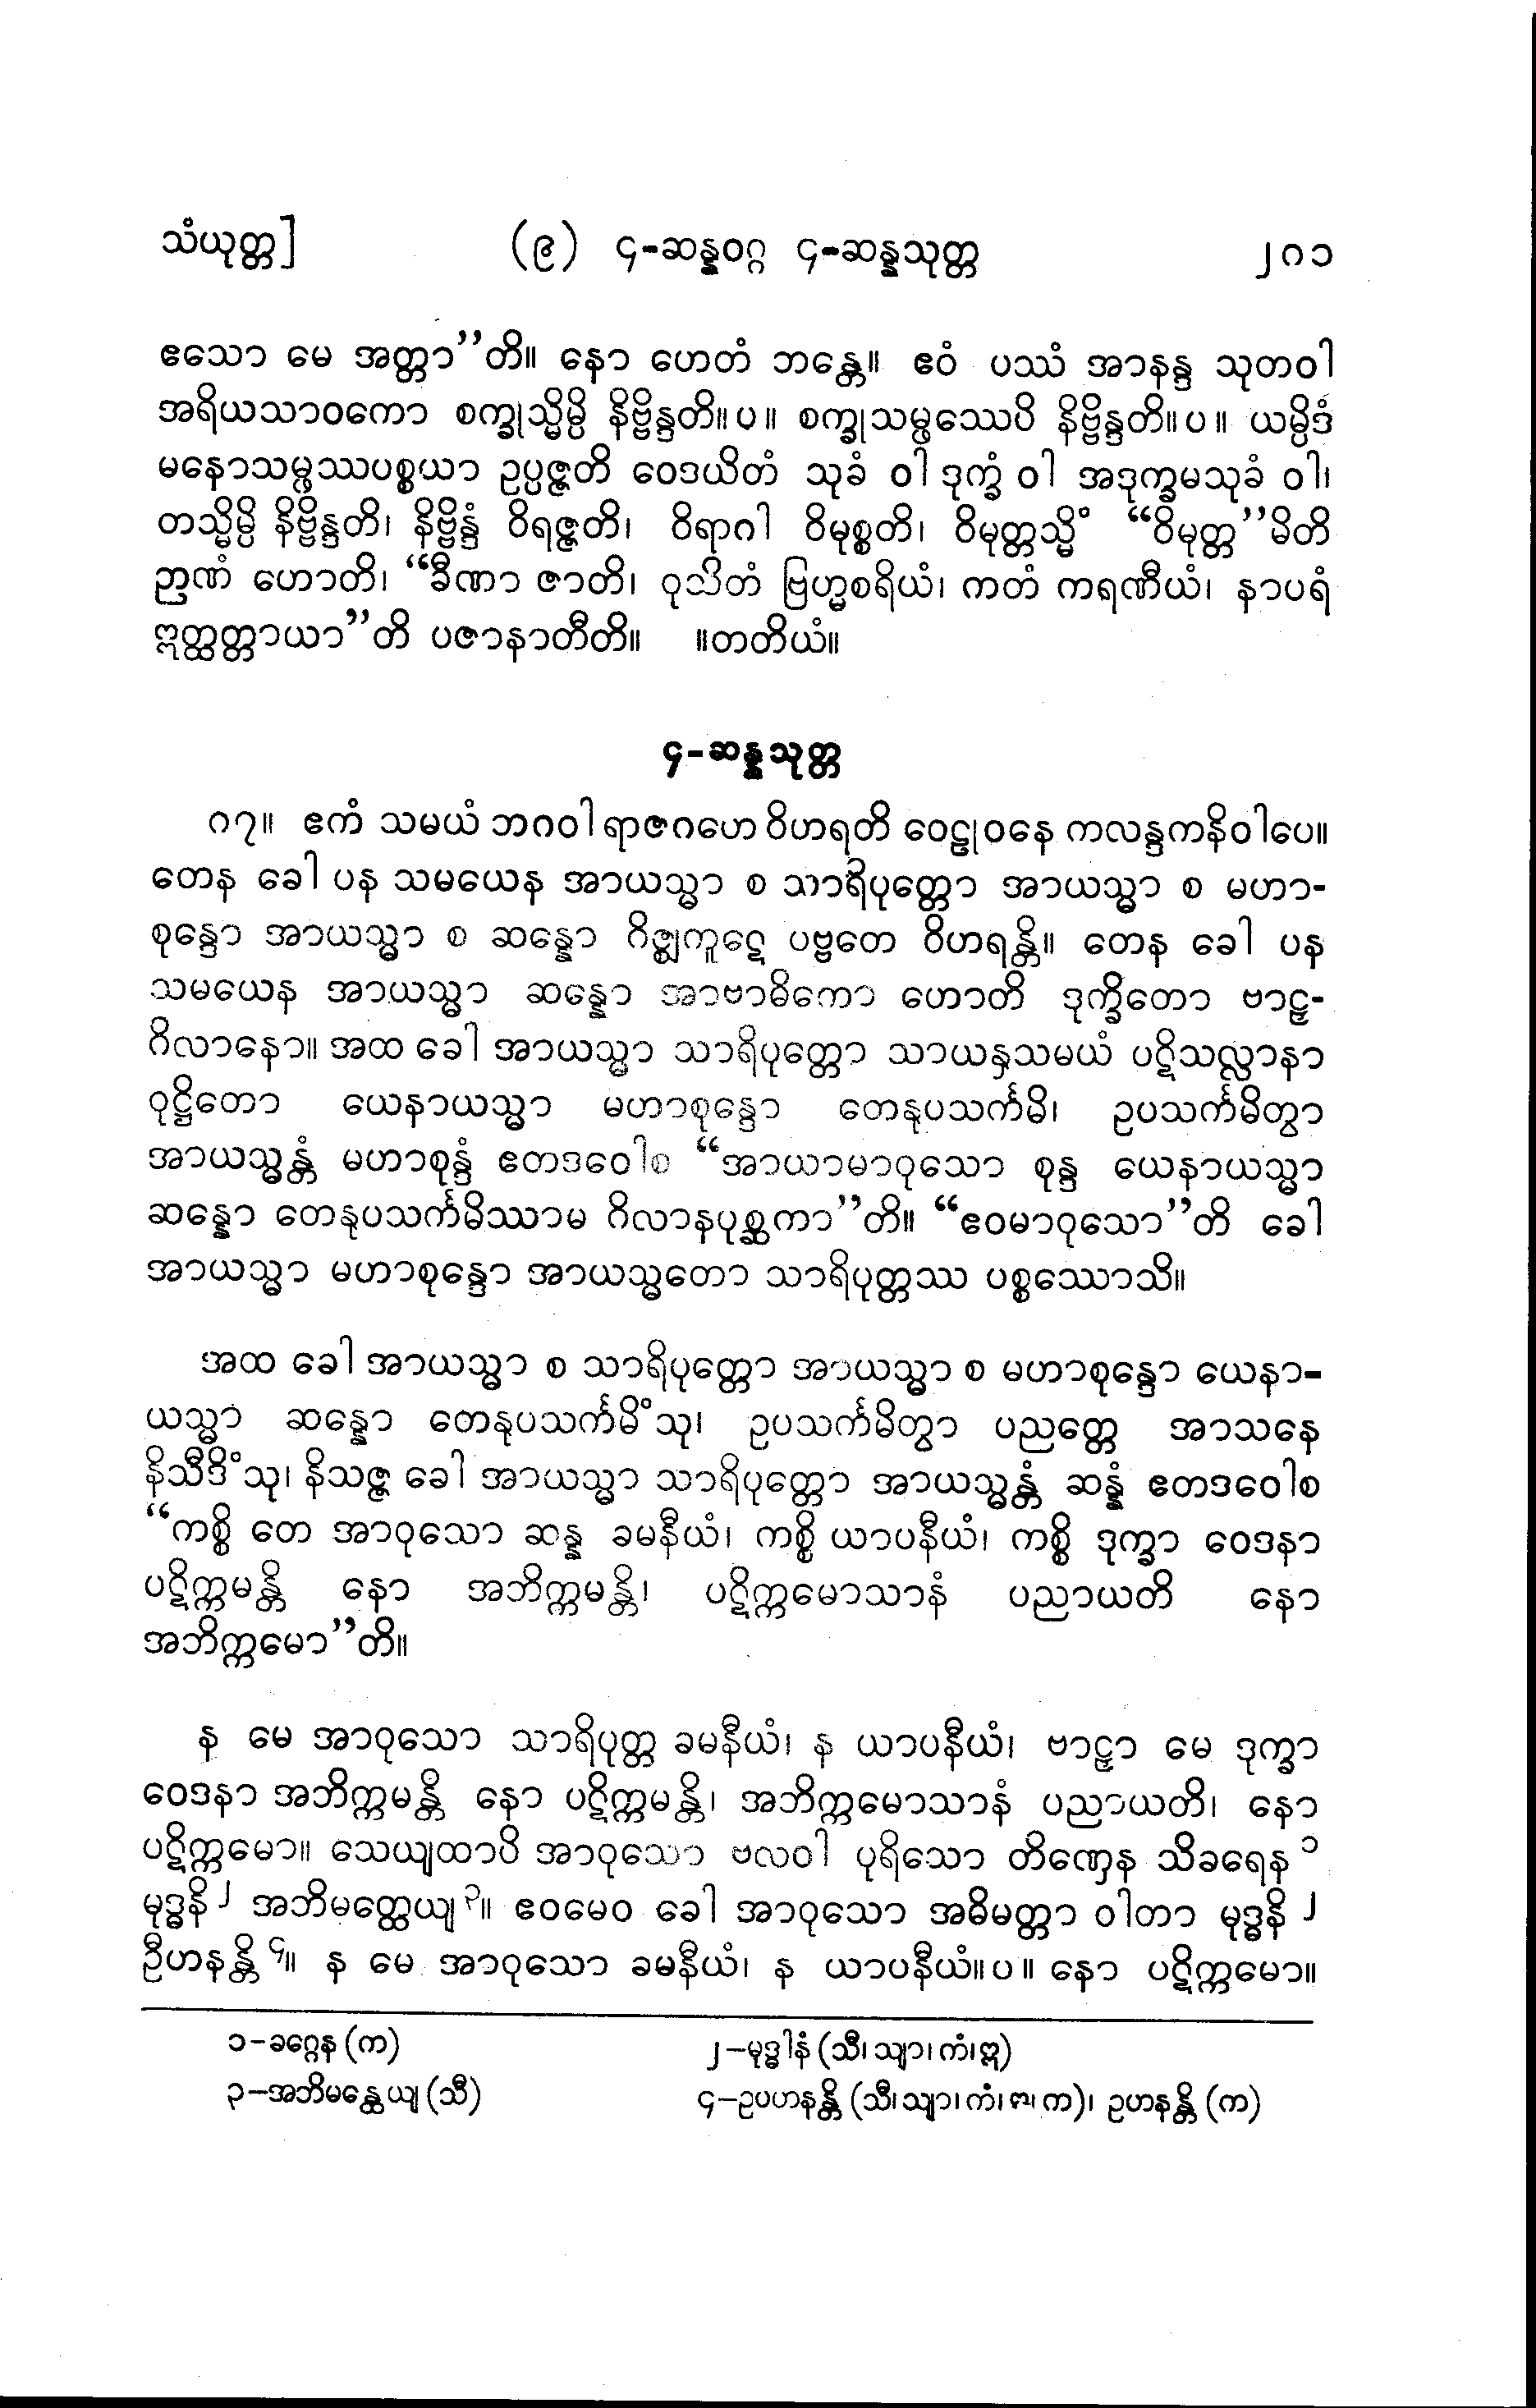 သံယုတ္တ] (၉) ၄-ဆန္နဝဂ္ဂ ၄-ဆန္နသုတ္တ ၂၈၁
ဧသော မေ အတ္တာ’’တိ။ နော ဟေတံ ဘန္တေ။ ဧဝံ ပဿံ အာနန္ဒ သုတဝါ
အရိယသာဝကော စက္ခုသ္မိမ္ပိ နိဗ္ဗိန္ဒတိ။ပ။ စက္ခုသမ္ဖဿေပိ နိဗ္ဗိန္ဒတိ။ပ။ ယမ္ပိဒံ
မနောသမ္ဖဿပစ္စယာ ဥပ္ပဇ္ဇတိ ဝေဒယိတံ သုခံ ဝါ ဒုက္ခံ ဝါ အဒုက္ခမသုခံ ဝါ၊
တသ္မိမ္ပိ နိဗ္ဗိန္ဒတိ၊ နိဗ္ဗိန္ဒံ ဝိရဇ္ဇတိ၊ ဝိရာဂါ ဝိမုစ္စတိ၊ ဝိမုတ္တသ္မိံ ‘‘ဝိမုတ္တ’’မိတိ
ဉာဏံ ဟောတိ၊ ‘‘ခီဏာ ဇာတိ၊ ဝုသိတံ ဗြဟ္မစရိယံ၊ ကတံ ကရဏီယံ၊ နာပရံ
ဣတ္ထတ္တာယာ’’တိ ပဇာနာတီတိ။ ။တတိယံ။
၄-ဆန္နသုတ္တ
၈၇။ ဧကံ သမယံ ဘဂဝါ ရာဇဂဟေ ဝိဟရတိ ဝေဠုဝနေ ကလန္ဒကနိဝါပေ။
တေန ခေါ ပန သမယေန အာယသ္မာ စ သာရိပုတ္တော အာယသ္မာ စ မဟာ-
စုန္ဒော အာယသ္မာ စ ဆန္နော ဂိဇ္ဈကူဋေ ပဗ္ဗတေ ဝိဟရန္တိ။ တေန ခေါ ပန
သမယေန အာယသ္မာ ဆန္နော အာဗာဓိကော ဟောတိ ဒုက္ခိတော ဗာဠှ-
ဂိလာနော။ အထ ခေါ အာယသ္မာ သာရိပုတ္တော သာယနှသမယံ ပဋိသလ္လာနာ
ဝုဋ္ဌိတော ယေနာယသ္မာ မဟာစုန္ဒော တေနုပသင်္ကမိ၊ ဥပသင်္ကမိတွာ
အာယသ္မန္တံ မဟာစုန္ဒံ ဧတဒဝေါစ ‘‘အာယာမာဝုသော စုန္ဒ ယေနာယသ္မာ
ဆန္နော တေနုပသင်္ကမိဿာမ ဂိလာနပုစ္ဆကာ’’တိ။ ‘‘ဧဝမာဝုသော’’တိ ခေါ
အာယသ္မာ မဟာစုန္ဒော အာယသ္မတော သာရိပုတ္တဿ ပစ္စဿောသိ။
အထ ခေါ အာယသ္မာ စ သာရိပုတ္တော အာယသ္မာ စ မဟာစုန္ဒော ယေနာ-
ယသ္မာ ဆန္နော တေနုပသင်္ကမိံသု၊ ဥပသင်္ကမိတွာ ပညတ္တေ အာသနေ
နိသီဒိံသု၊ နိသဇ္ဇ ခေါ အာယသ္မာ သာရိပုတ္တော အာယသ္မန္တံ ဆန္နံ ဧတဒဝေါစ
‘‘ကစ္စိ တေ အာဝုသော ဆန္န ခမနီယံ၊ ကစ္စိ ယာပနီယံ၊ ကစ္စိ ဒုက္ခာ ဝေဒနာ
ပဋိက္ကမန္တိ နော အဘိက္ကမန္တိ၊ ပဋိက္ကမောသာနံ ပညာယတိ နော
အဘိက္ကမော’’တိ။
န မေ အာဝုသော သာရိပုတ္တ ခမနီယံ၊ န ယာပနီယံ၊ ဗာဠှာ မေ ဒုက္ခာ
ဝေဒနာ အဘိက္ကမန္တိ နော ပဋိက္ကမန္တိ၊ အဘိက္ကမောသာနံ ပညာယတိ၊ နော
ပဋိက္ကမော။ သေယျထာပိ အာဝုသော ဗလဝါ ပုရိသော တိဏှေန သိခရေန ၁
မုဒ္ဓနိ ၂ အဘိမတ္ထေယျ ၃။ ဧဝမေဝ ခေါ အာဝုသော အဓိမတ္တာ ဝါတာ မုဒ္ဓနိ ၂
ဦဟနန္တိ ၄။ န မေ အာဝုသော ခမနီယံ၊ န ယာပနီယံ။ပ။ နော ပဋိက္ကမော။
၁-ခဂ္ဂေန (က) ၂-မုဒ္ဓါနံ (သီ၊ သျာ၊ ကံ၊ ဣ)
၃-အဘိမန္ထေယျ (သီ) ၄-ဥပဟနန္တိ (သီ၊ သျာ၊ ကံ၊ က)၊ ဥဟနန္တိ (က)